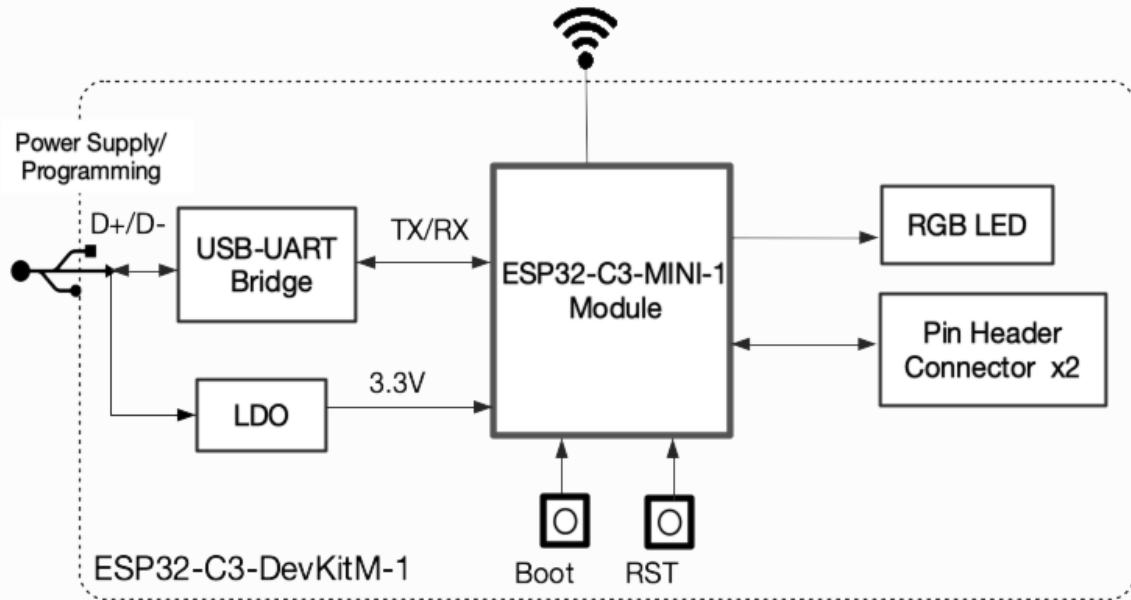 Power Supply/
Programming
D+/D-
USB-UART
Bridge
TX/RX
ESP32-C3-MINI-1
Module
RGB LED
Pin Header
Connector x2
LDO
3.3V
Boot
RST
ESP32-C3-DevKitM-1